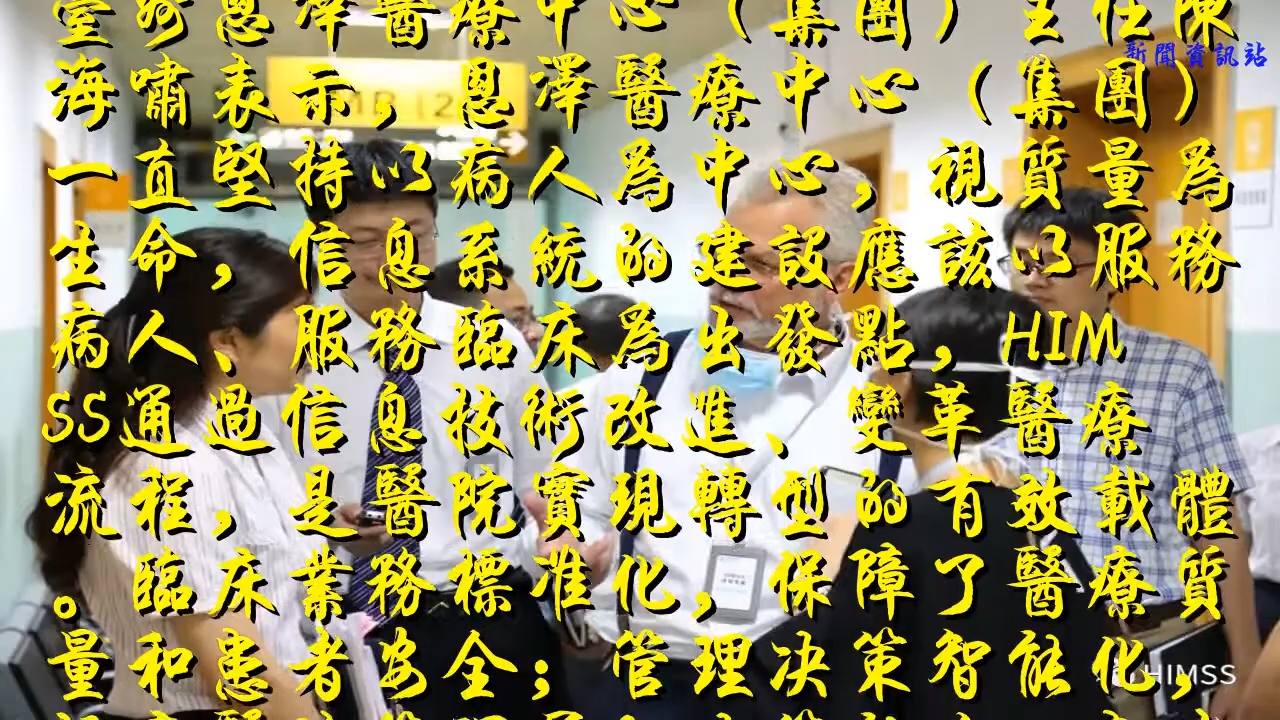 臺州恩澤醫療中心（集團）主任陳
新聞資訊站
海嘯表示，恩澤醫療中心（集團）
一直堅持以病人為中心，視質量為
生命，信息系統的建設應該以服務
病人、服務臨床為出發點，HIM
SS通過信息技術改進、變革醫療
流程，是醫院實現轉型的有效載體
。臨床業務標準化，保障了醫療質
量和患者安全；管理決策智能化，
HIMSS